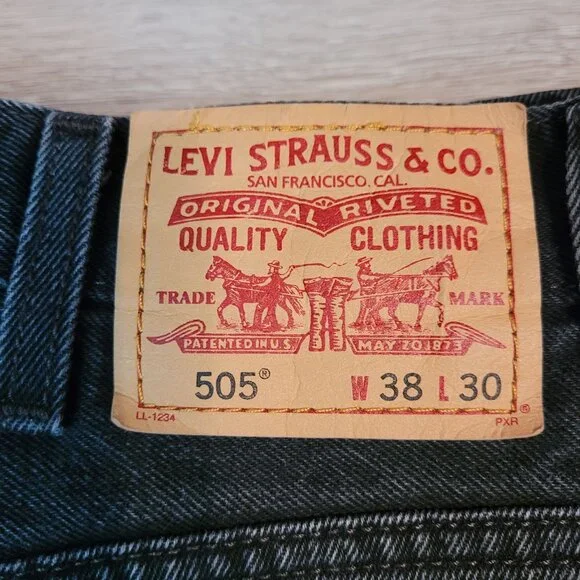 LEVI STRAUSS & CO.
SAN FRANCISCO, CAL.
ORIGINAL RIVETED
QUALITY CLOTHING
TRADE MARK
PATENTED IN U.S. MAY 20 1873
505® W 38 L 30
LL-1234 PXR ®